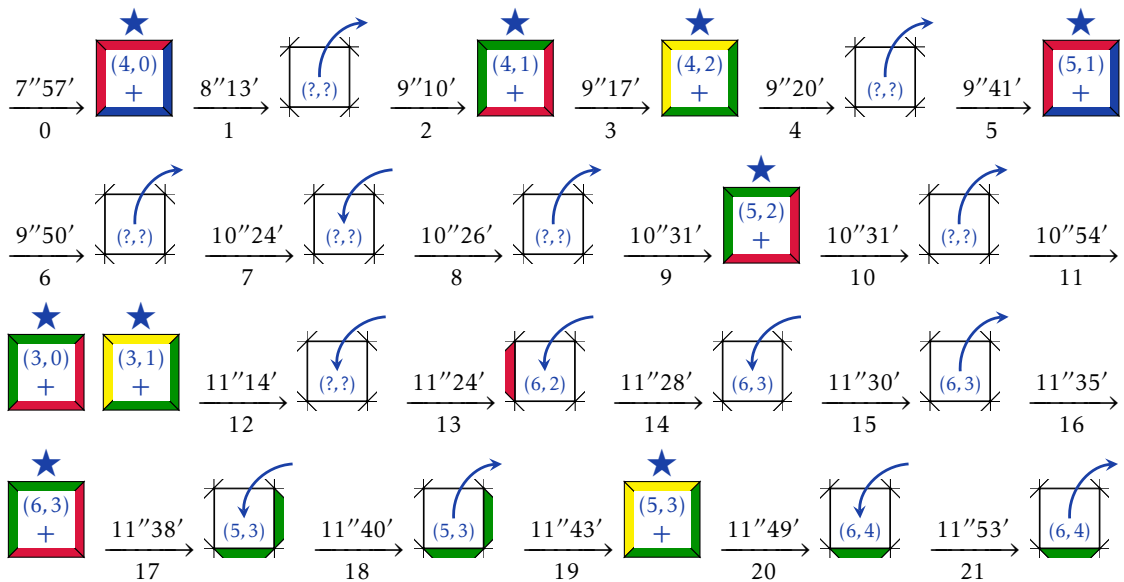 7″57′ (4,0) + 8″13′ (?,?) 9″10′ (4,1) + 9″17′ (4,2) + 9″20′ (?,?) 9″41′ (5,1) +
0 1 2 3 4 5
9″50′ (?,?) 10″24′ (?,?) 10″26′ (?,?) 10″31′ (5,2) + 10″31′ (?,?) 10″54′
6 7 8 9 10 11
(3,0) + (3,1) + 11″14′ (?,?) 11″24′ (6,2) 11″28′ (6,3) 11″30′ (6,3) 11″35′
12 13 14 15 16
(6,3) + 11″38′ (5,3) 11″40′ (5,3) 11″43′ (5,3) + 11″49′ (6,4) 11″53′ (6,4)
17 18 19 20 21